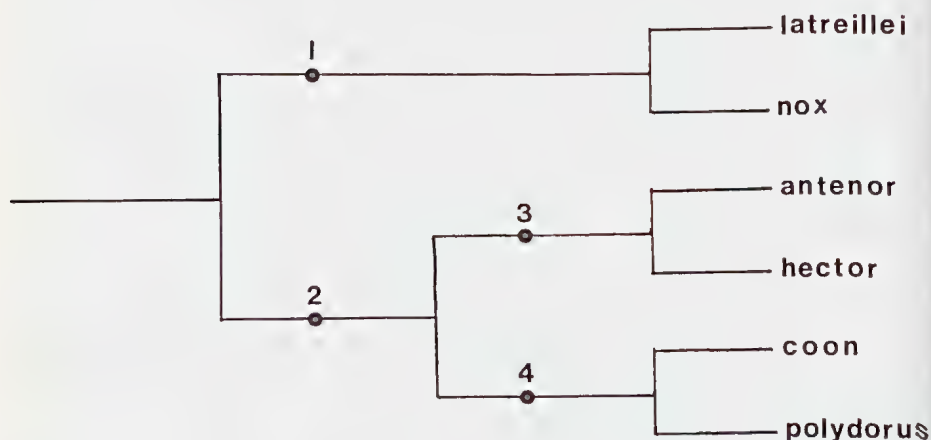 latreillei
1
nox
antenor
3
hector
2
coon
4
polydorus